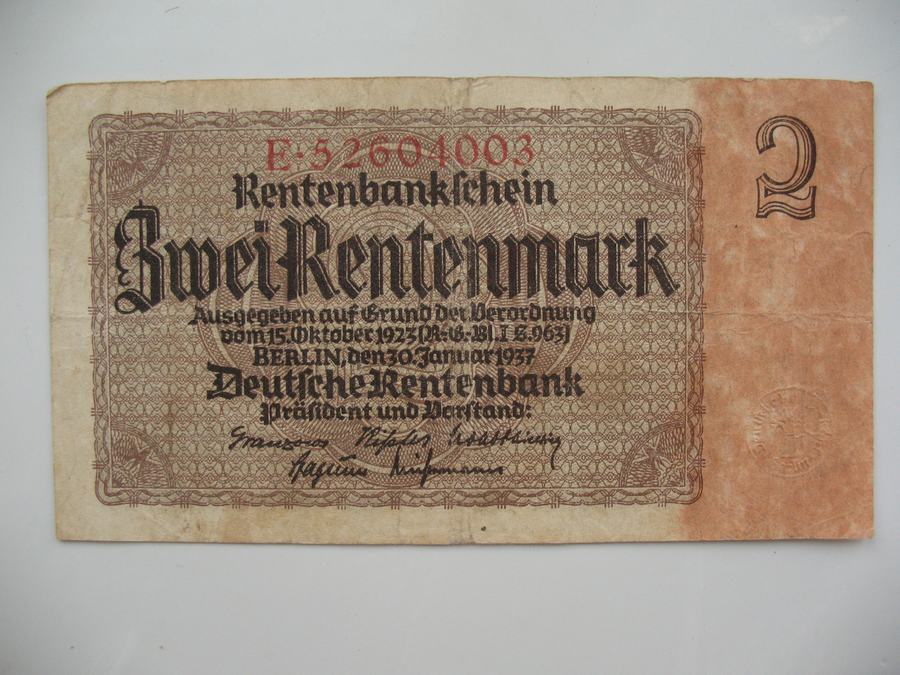 E·52604003
Rentenbankschein
2
Zwei Rentenmark
Ausgegeben auf Grund der Verordnung
vom 15. Oktober 1923 (R.-G.-Bl. I S. 963)
BERLIN, den 30. Januar 1937
Deutsche Rentenbank
Präsident und Vorstand: